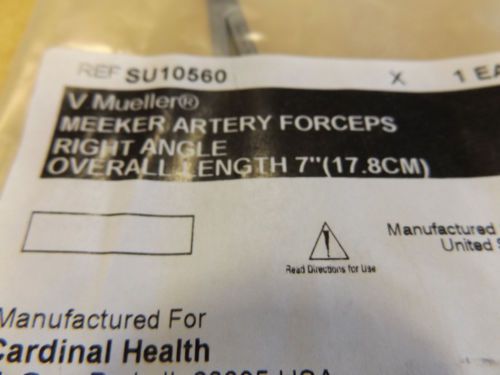 REF SU10560 X 1 EA
V.Mueller®
MEEKER ARTERY FORCEPS
RIGHT ANGLE
OVERALL LENGTH 7"(17.8CM)
Manufactured
United S
Read Directions for Use
Manufactured For
Cardinal Health
USA